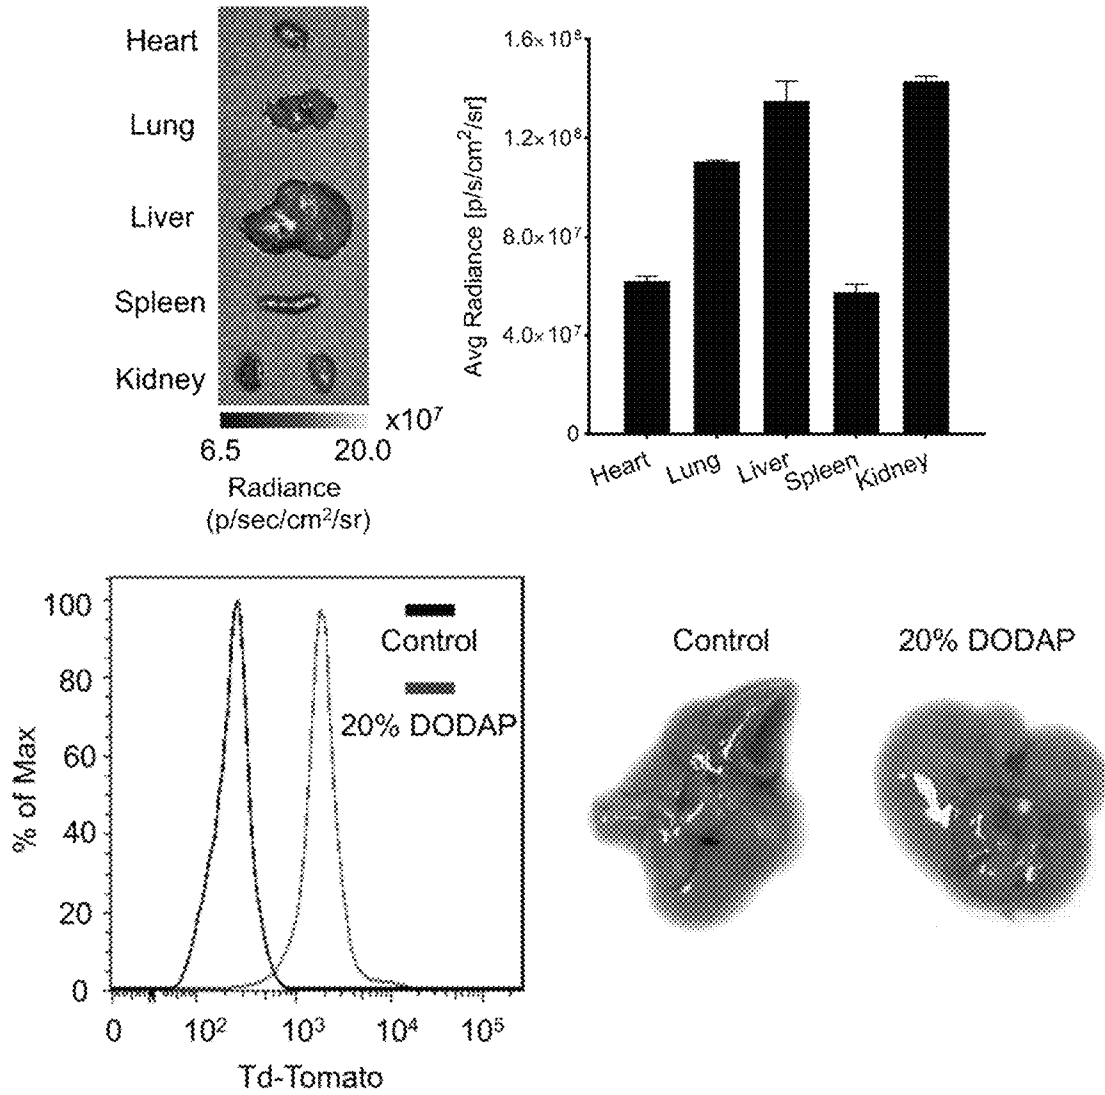 Heart
Lung
Liver
Spleen
Kidney
x10⁷
6.5 20.0
Radiance
(p/sec/cm²/sr)
Avg Radiance [p/s/cm²/sr]
1.6×10⁸
1.2×10⁸
8.0×10⁷
4.0×10⁷
0
Heart Lung Liver Spleen Kidney
% of Max
100
80
60
40
20
0
Control
20% DODAP
0 10² 10³ 10⁴ 10⁵
Td-Tomato
Control 20% DODAP